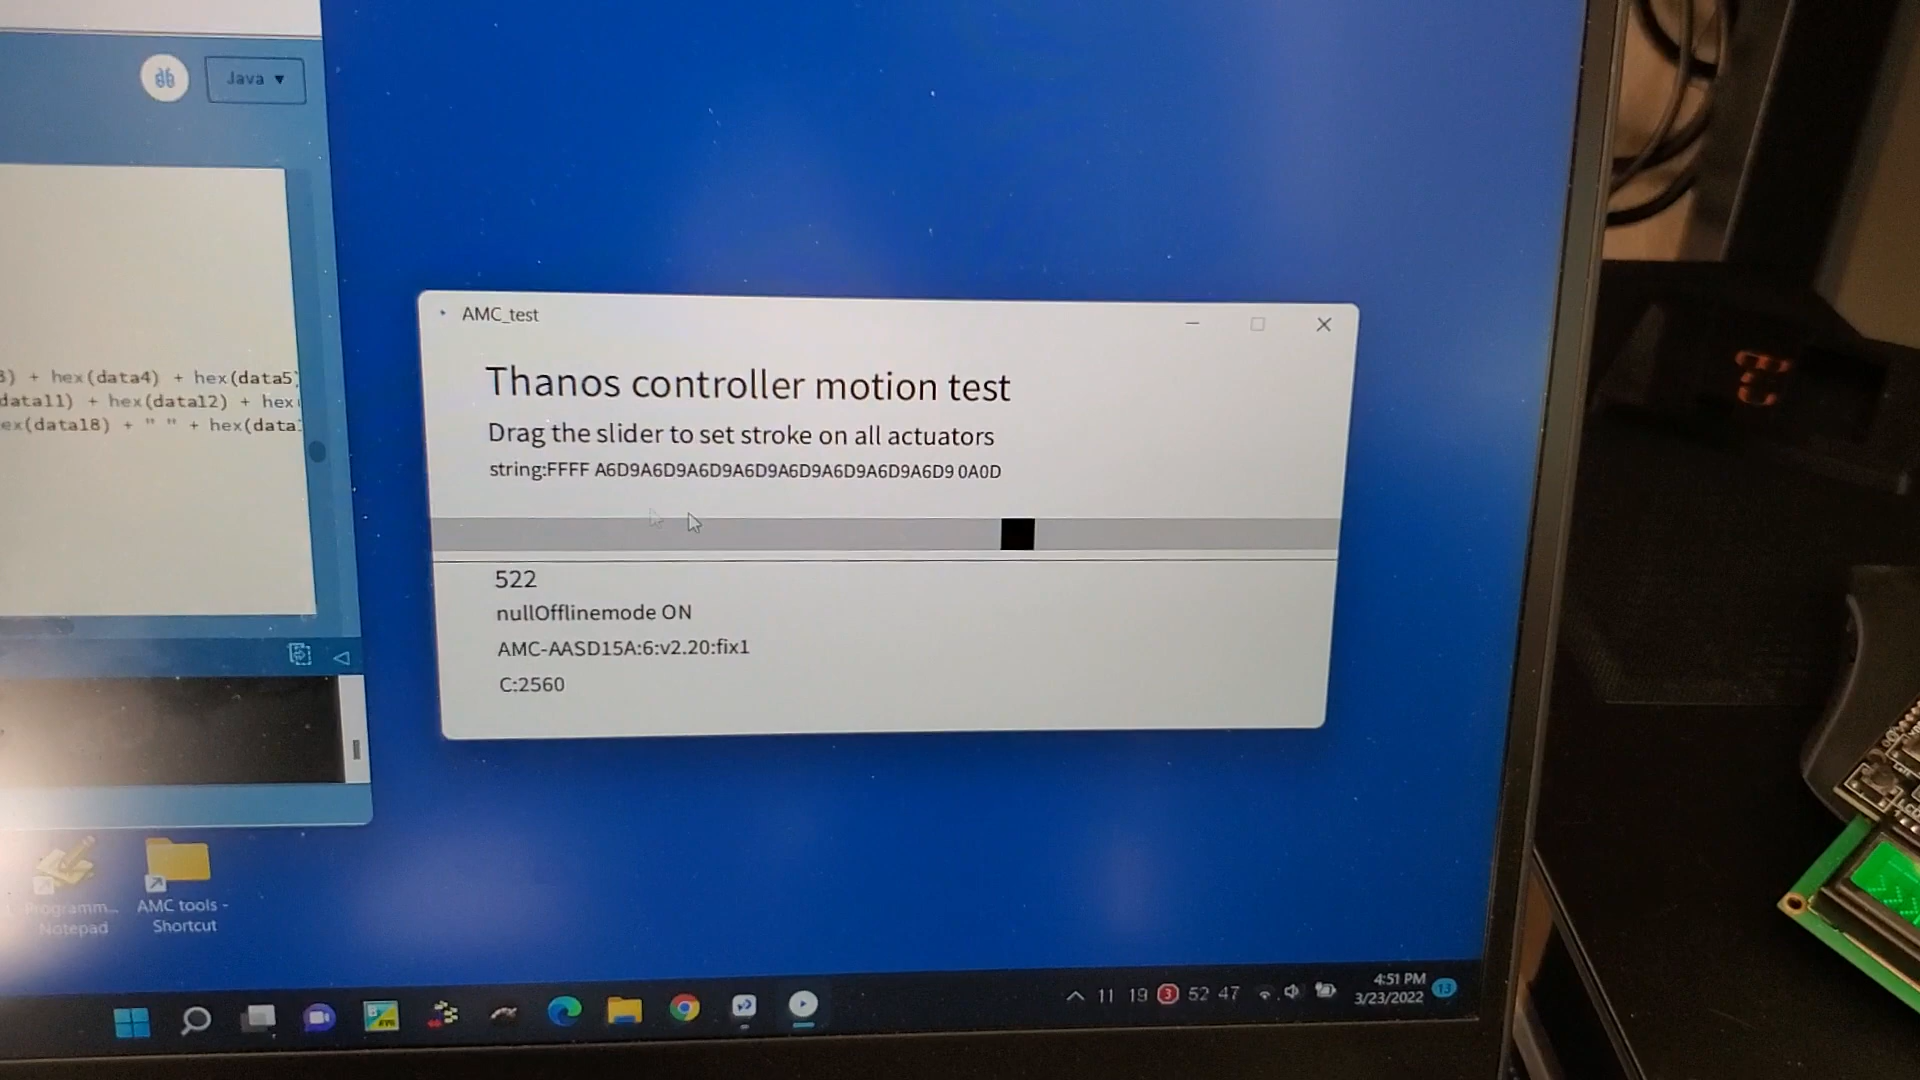 Java ▼
3) + hex(data4) + hex(data5)
data11) + hex(data12) + hex(
ex(data18) + " " + hex(data1
AMC_test
Thanos controller motion test
Drag the slider to set stroke on all actuators
string:FFFF A6D9A6D9A6D9A6D9A6D9A6D9A6D9A6D9 0A0D
522
nullOfflinemode ON
AMC-AASD15A:6:v2.20:fix1
C:2560
Programm...
Notepad
AMC tools -
Shortcut
11 19 3 52 47
4:51 PM
3/23/2022
13